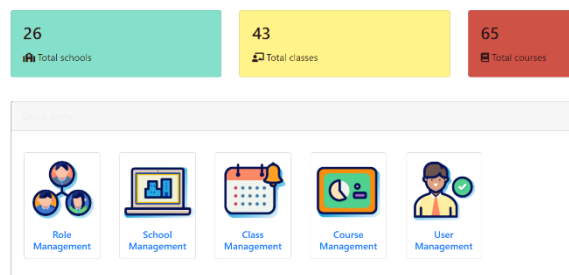 26
Total schools
43
Total classes
65
Total courses
Role
Management
School
Management
Class
Management
Course
Management
User
Management